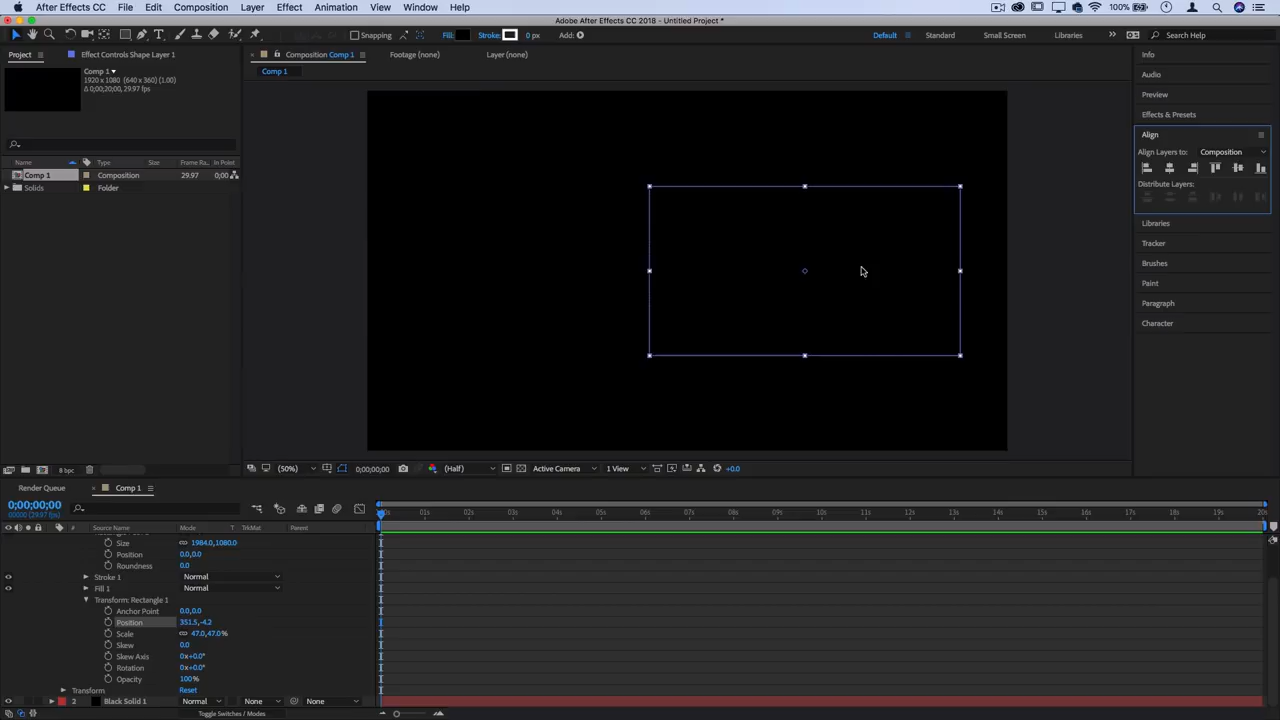 After Effects CC File Edit Composition Layer Effect Animation View Window Help 100%
Adobe After Effects CC 2018 - Untitled Project *
Snapping Fill: Stroke: 0 px Add: Default Standard Small Screen Libraries Search Help
Project Effect Controls Shape Layer 1 Composition Comp 1 Footage (none) Layer (none) Info
Comp 1
1920 x 1080 (640 x 360) (1.00)
Δ 0;00;20;00, 29.97 fps
Comp 1
Audio
Preview
Effects & Presets
Align
Align Layers to: Composition
Distribute Layers:
Name Type Size Frame Ra... In Point
Comp 1 Composition 29.97 0;00
Solids Folder
Libraries
Tracker
Brushes
Paint
Paragraph
Character
8 bpc (50%) 0;00;00;00 (Half) Active Camera 1 View +0.0
Render Queue Comp 1
0;00;00;00
00000 (29.97 fps)
:00s 01s 02s 03s 04s 05s 06s 07s 08s 09s 10s 11s 12s 13s 14s 15s 16s 17s 18s 19s 20s
# Source Name Mode T TrkMat Parent
Size 1984.0,1080.0
Position 0.0,0.0
Roundness 0.0
Stroke 1 Normal
Fill 1 Normal
Transform: Rectangle 1
Anchor Point 0.0,0.0
Position 351.5,-4.2
Scale 47.0,47.0%
Skew 0.0
Skew Axis 0x+0.0°
Rotation 0x+0.0°
Opacity 100%
Transform Reset
2 Black Solid 1 Normal None None
Toggle Switches / Modes